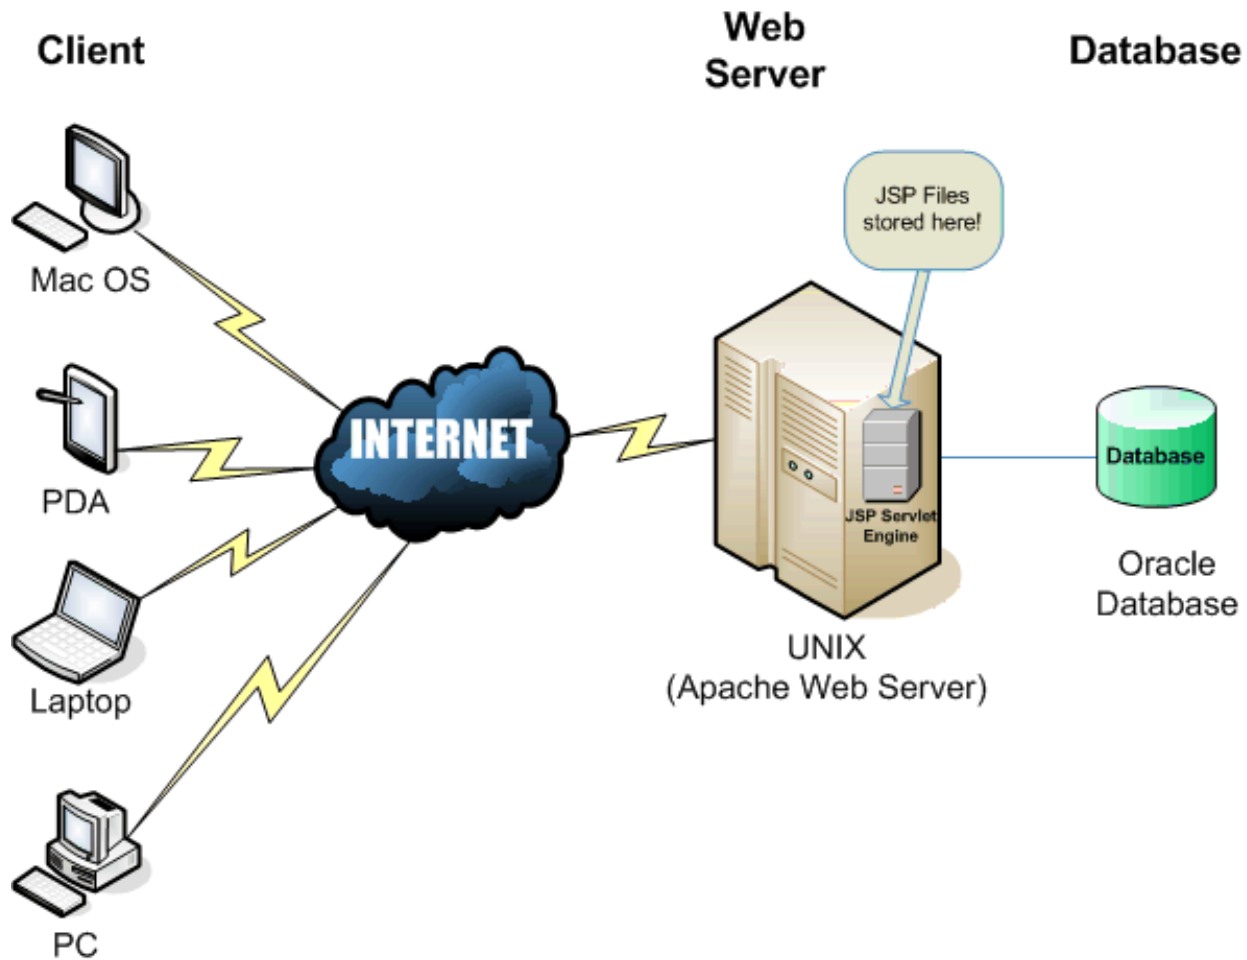 Client
Web
Server
Database
JSP Files
stored here!
Mac OS
INTERNET
PDA
Database
JSP Servlet
Engine
Oracle
Database
Laptop
UNIX
(Apache Web Server)
PC